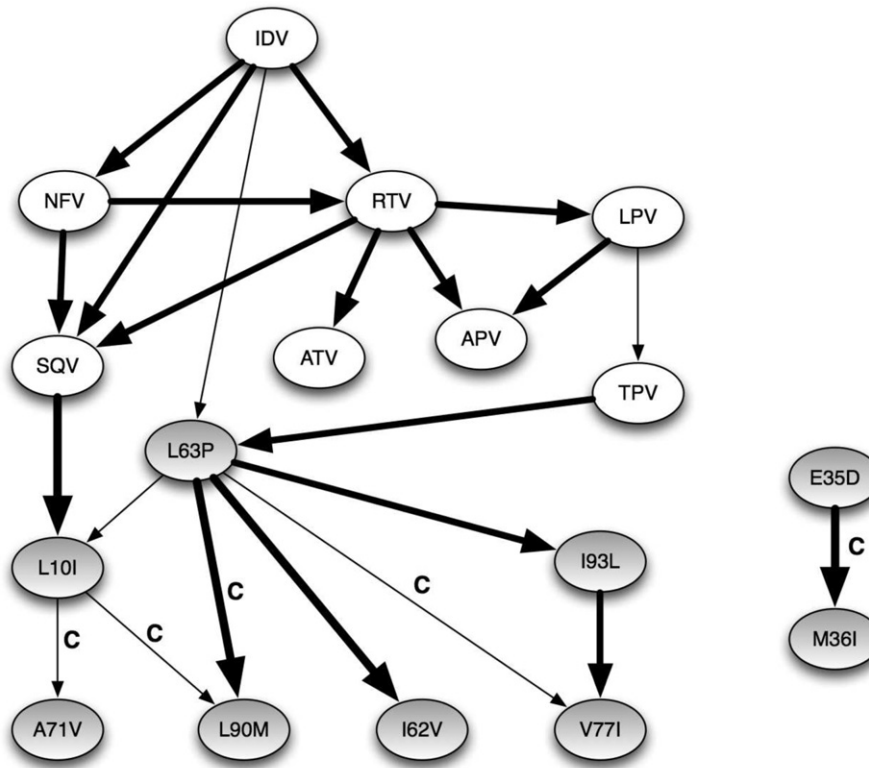 IDV
NFV
RTV
LPV
SQV
ATV
APV
TPV
L63P
E35D
C
L10I
I93L
C
C
C
C
M36I
A71V
L90M
I62V
V77I